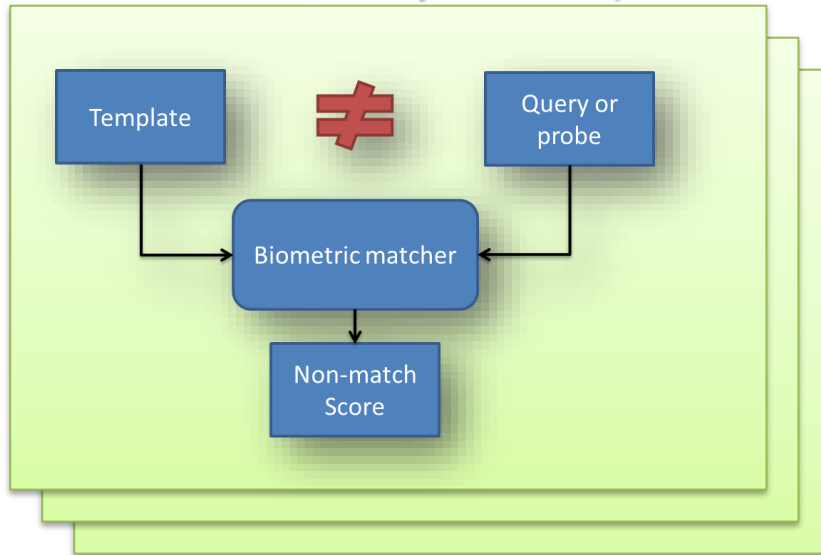 Template
Query or
probe
Biometric matcher
Non-match
Score